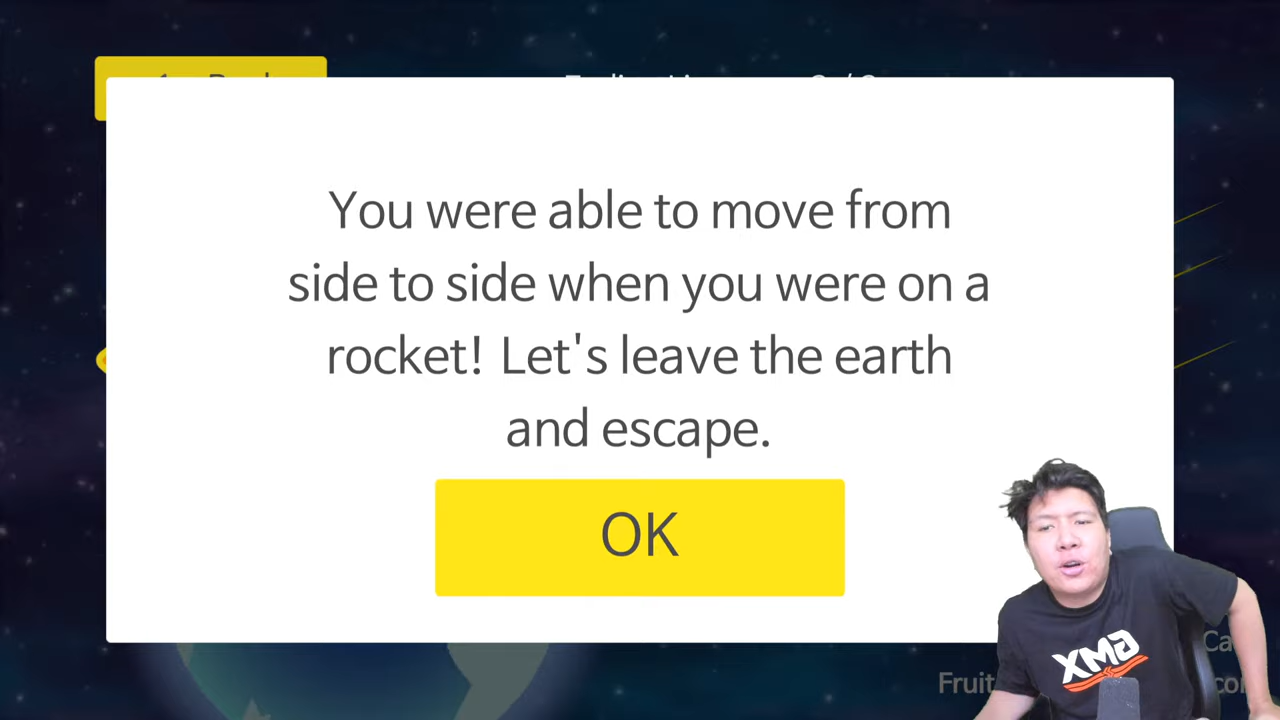 You were able to move from
side to side when you were on a
rocket! Let's leave the earth
and escape.
OK
XMA
Ca
Fruit